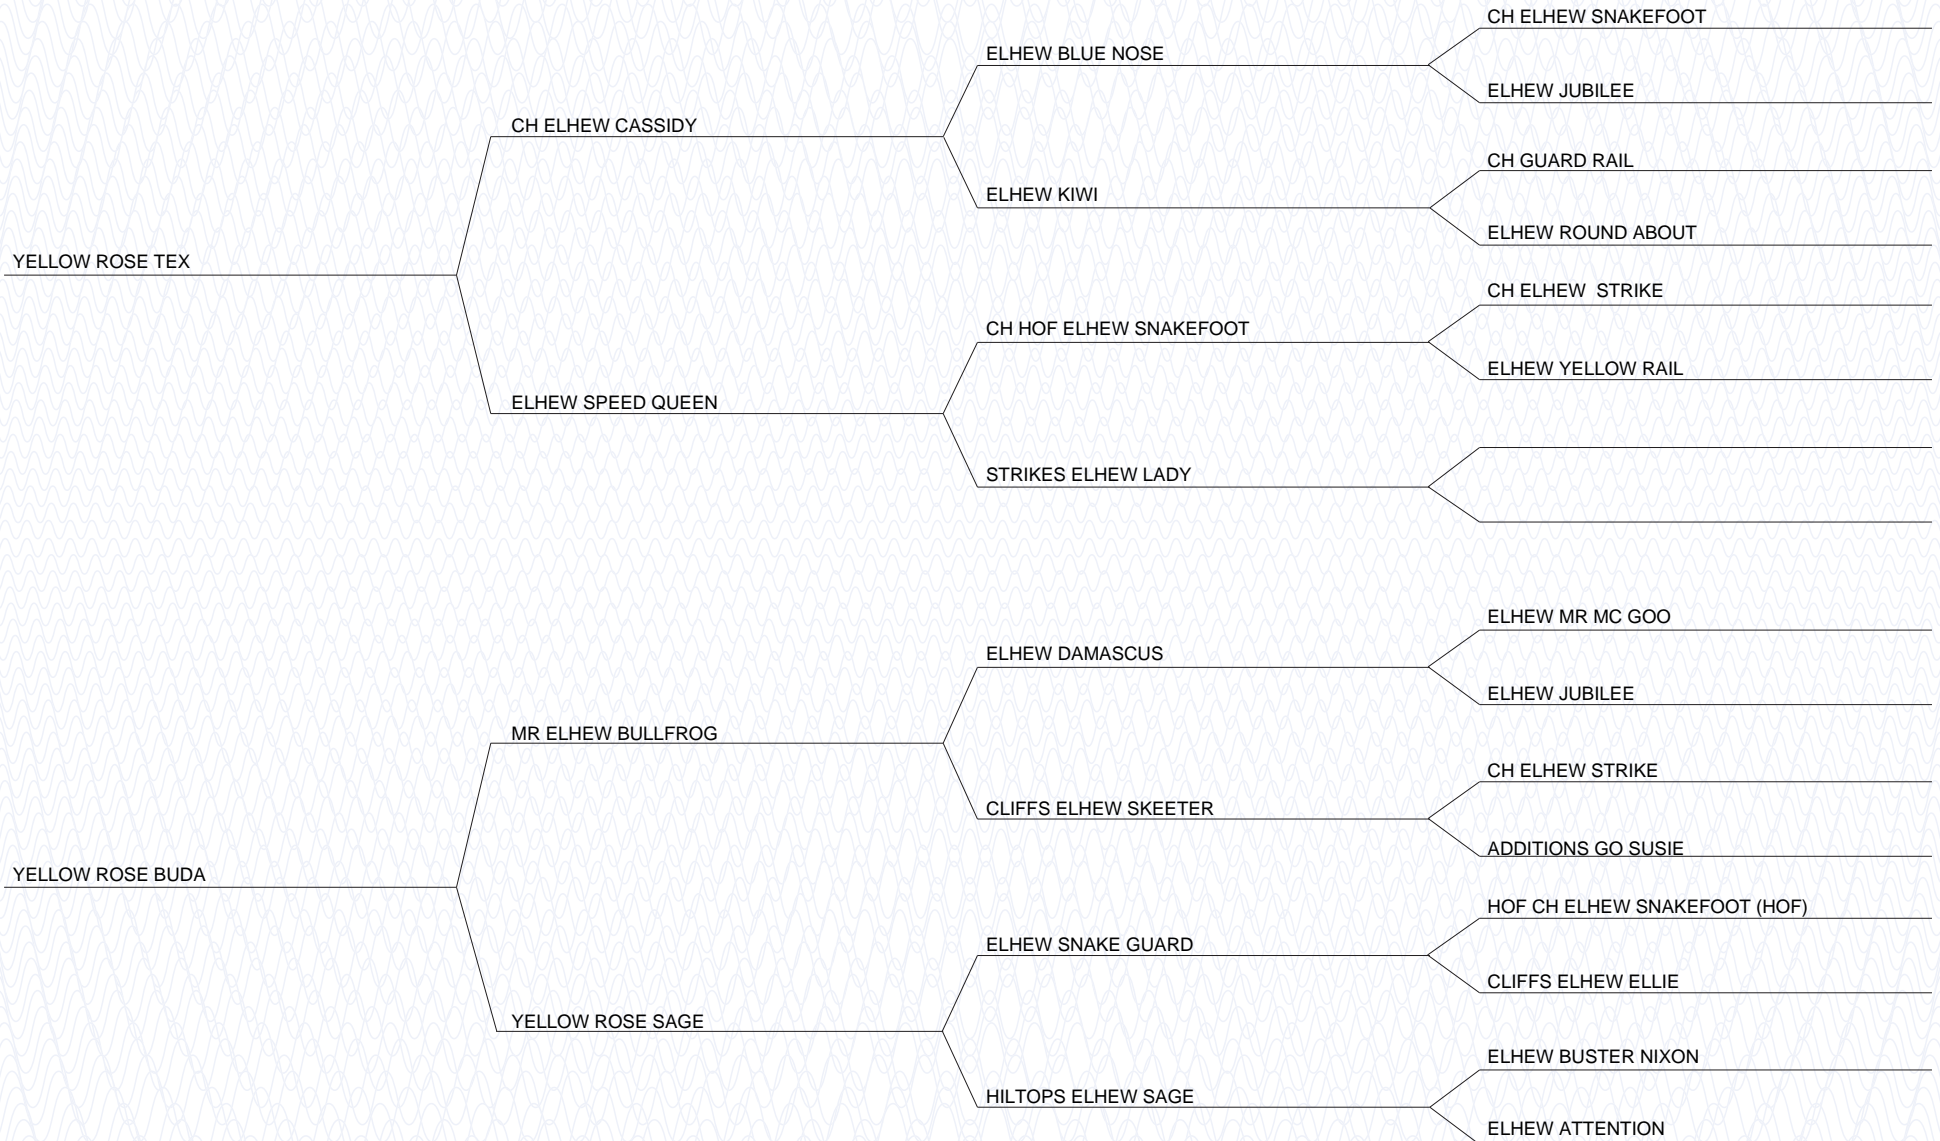 CH ELHEW SNAKEFOOT
ELHEW BLUE NOSE
ELHEW JUBILEE
CH ELHEW CASSIDY
CH GUARD RAIL
ELHEW KIWI
ELHEW ROUND ABOUT
YELLOW ROSE TEX
CH ELHEW  STRIKE
CH HOF ELHEW SNAKEFOOT
ELHEW YELLOW RAIL
ELHEW SPEED QUEEN
STRIKES ELHEW LADY
ELHEW MR MC GOO
ELHEW DAMASCUS
ELHEW JUBILEE
MR ELHEW BULLFROG
CH ELHEW STRIKE
CLIFFS ELHEW SKEETER
ADDITIONS GO SUSIE
YELLOW ROSE BUDA
HOF CH ELHEW SNAKEFOOT (HOF)
ELHEW SNAKE GUARD
CLIFFS ELHEW ELLIE
YELLOW ROSE SAGE
ELHEW BUSTER NIXON
HILTOPS ELHEW SAGE
ELHEW ATTENTION